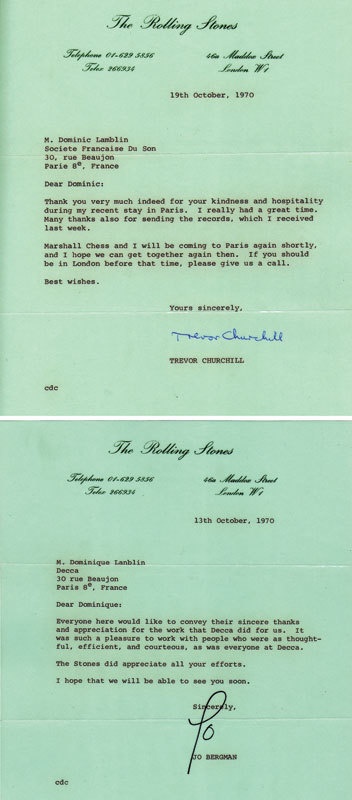 The Rolling Stones
Telephone 01-629 5856
Telex 266934
46a Maddox Street
London W1
19th October, 1970
M. Dominic Lamblin
Societe Francaise Du Son
30, rue Beaujon
Parie 8e, France
Dear Dominic:
Thank you very much indeed for your kindness and hospitality
during my recent stay in Paris. I really had a great time.
Many thanks also for sending the records, which I received
last week.
Marshall Chess and I will be coming to Paris again shortly,
and I hope we can get together again then. If you should
be in London before that time, please give us a call.
Best wishes.
Yours sincerely,
Trevor Churchill
TREVOR CHURCHILL
cdc
The Rolling Stones
Telephone 01-629 5856
Telex 266934
46a Maddox Street
London W1
13th October, 1970
M. Dominique Lanblin
Decca
30 rue Beaujon
Paris 8e, France
Dear Dominique:
Everyone here would like to convey their sincere thanks
and appreciation for the work that Decca did for us. It
was such a pleasure to work with people who were as thought-
ful, efficient, and courteous, as was everyone at Decca.
The Stones did appreciate all your efforts.
I hope that we will be able to see you soon.
Sincerely,
Jo
JO BERGMAN
cdc